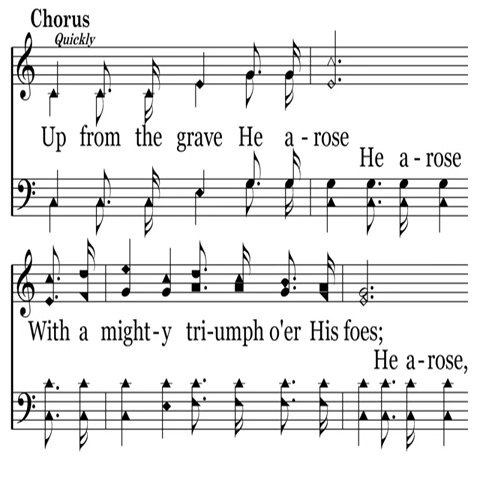 Chorus
Quickly
Up from the grave He a - rose
He a - rose
With a might - y tri - umph o'er His foes;
He a - rose,